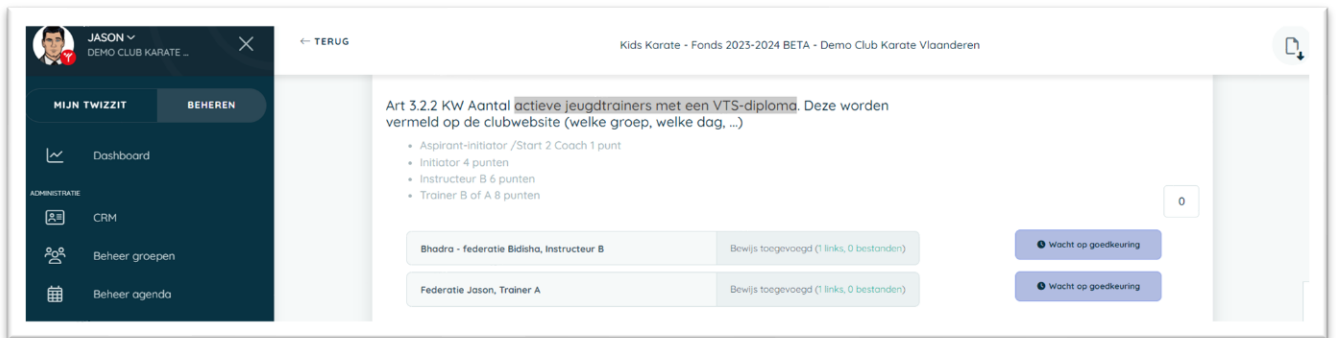 JASON
DEMO CLUB KARATE ...
← TERUG
Kids Karate - Fonds 2023-2024 BETA - Demo Club Karate Vlaanderen
MIJN TWIZZIT
BEHEREN
Dashboard
ADMINISTRATIE
CRM
Beheer groepen
Beheer agenda
Art 3.2.2 KW Aantal actieve jeugdtrainers met een VTS-diploma. Deze worden
vermeld op de clubwebsite (welke groep, welke dag, ...)
• Aspirant-initiator /Start 2 Coach 1 punt
• Initiator 4 punten
• Instructeur B 6 punten
• Trainer B of A 8 punten
0
Bhadra - federatie Bidisha, Instructeur B
Bewijs toegevoegd (1 links, 0 bestanden)
Wacht op goedkeuring
Federatie Jason, Trainer A
Bewijs toegevoegd (1 links, 0 bestanden)
Wacht op goedkeuring